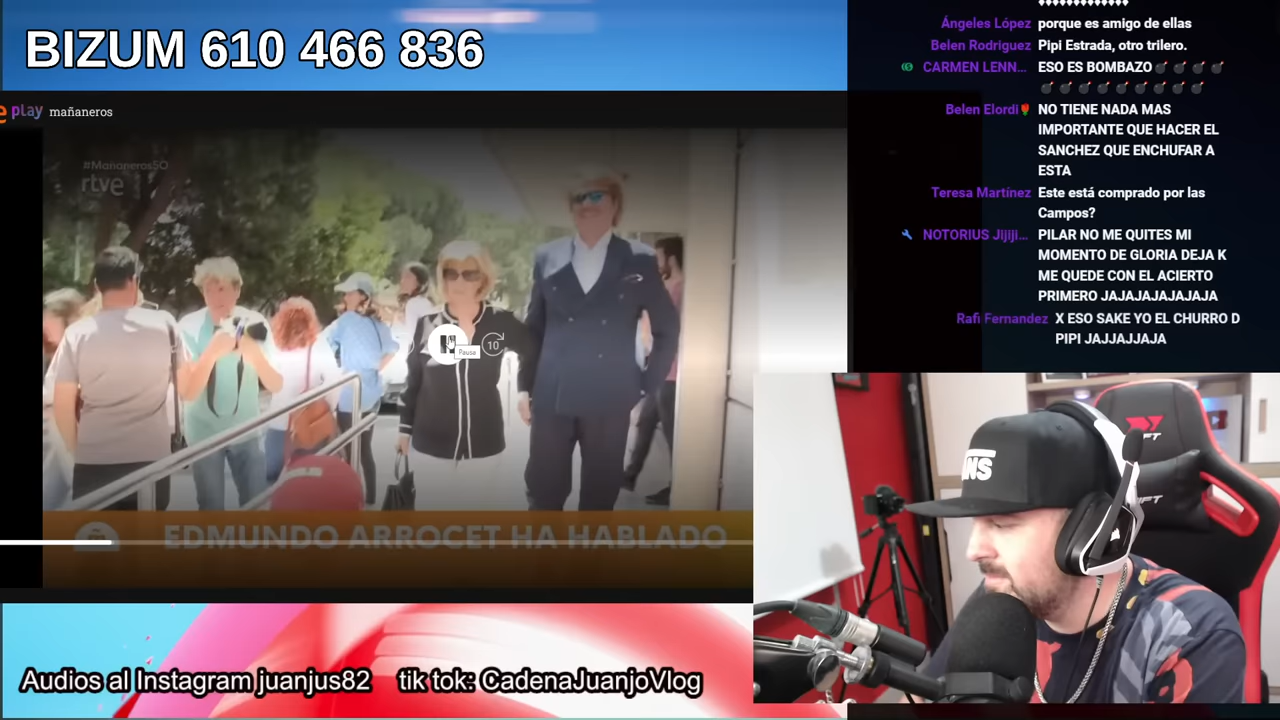 BIZUM 610 466 836
e play mañaneros
#Mañaneros50
rtve
Pausa
10
EDMUNDO ARROCET HA HABLADO
Audios al Instagram juanjus82 tik tok: CadenaJuanjoVlog
Ángeles López porque es amigo de ellas
Belen Rodriguez Pipi Estrada, otro trilero.
CARMEN LENN... ESO ES BOMBAZO💣💣💣💣
💣💣💣💣💣💣💣💣💣
Belen Elordi🌹 NO TIENE NADA MAS
IMPORTANTE QUE HACER EL
SANCHEZ QUE ENCHUFAR A
ESTA
Teresa Martínez Este está comprado por las
Campos?
NOTORIUS Jijiji... PILAR NO ME QUITES MI
MOMENTO DE GLORIA DEJA K
ME QUEDE CON EL ACIERTO
PRIMERO JAJAJAJAJAJAJA
Rafi Fernandez X ESO SAKE YO EL CHURRO D
PIPI JAJJAJJAJA